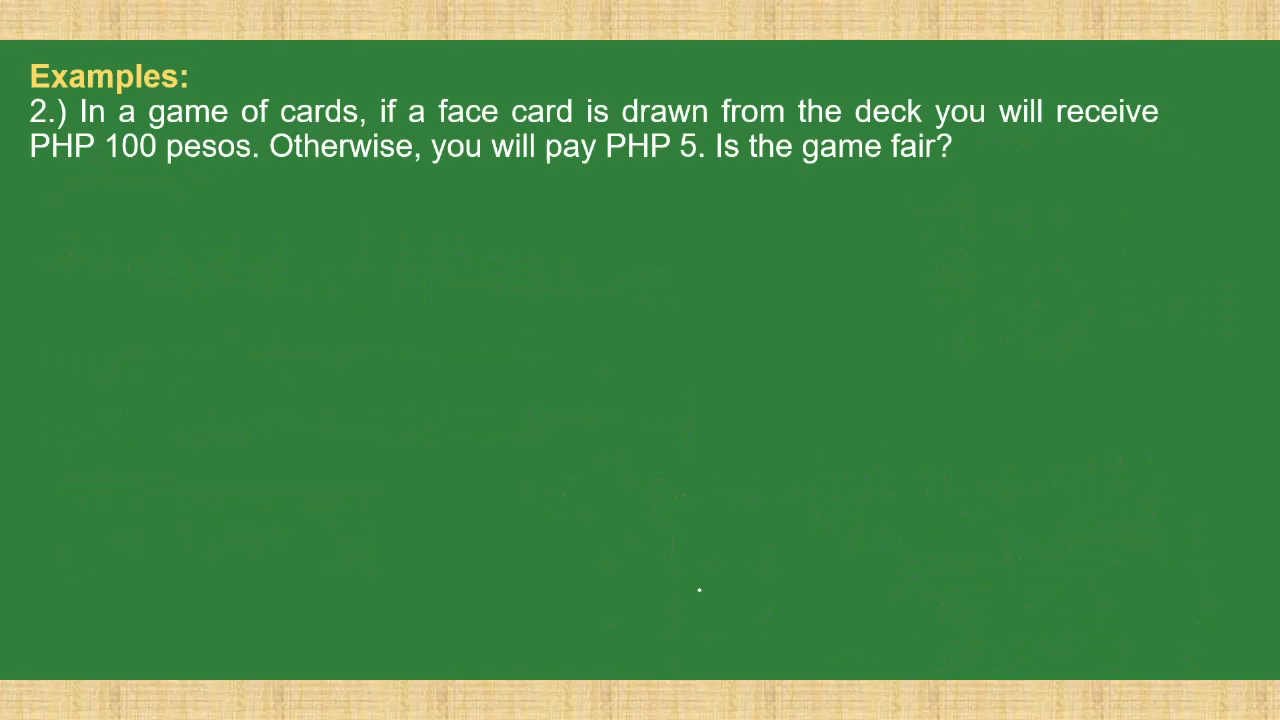 Examples:
2.) In a game of cards, if a face card is drawn from the deck you will receive
PHP 100 pesos. Otherwise, you will pay PHP 5. Is the game fair?